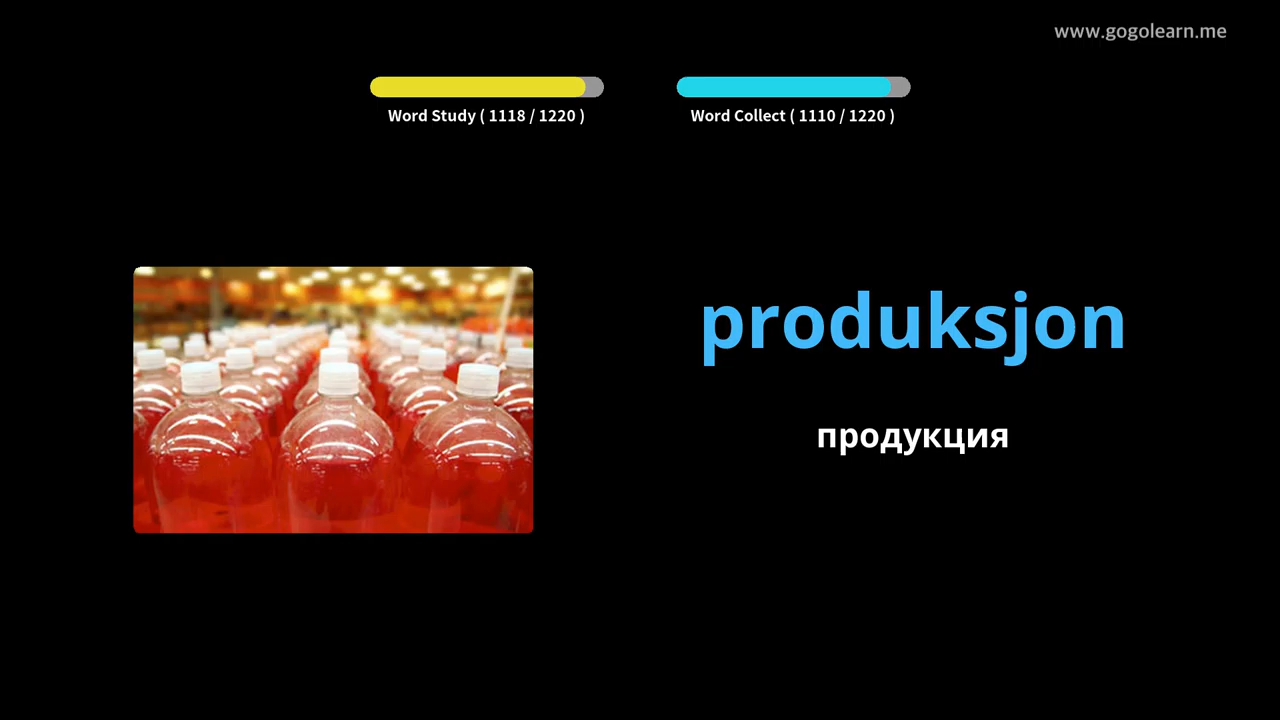 www.gogolearn.me
Word Study ( 1118 / 1220 )
Word Collect ( 1110 / 1220 )
produksjon
продукция